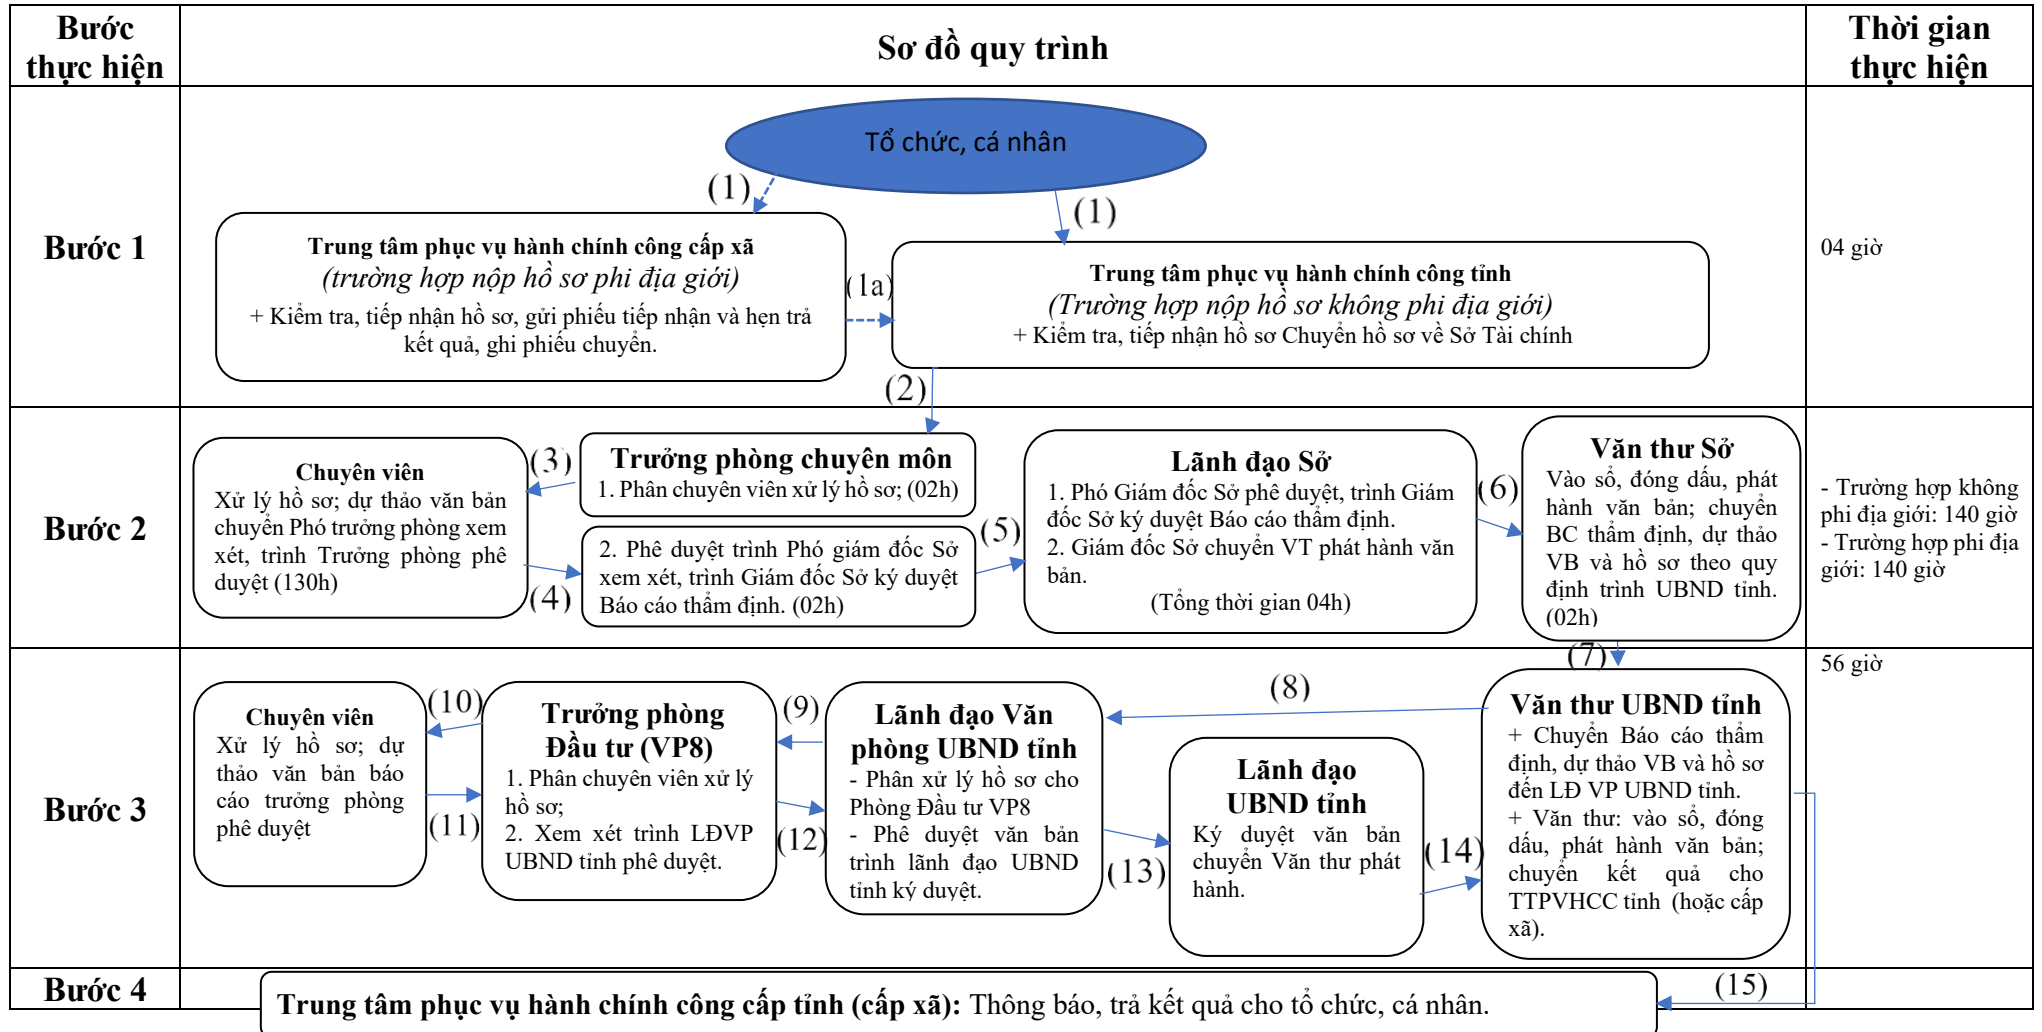 Bước
thực hiện
Sơ đồ quy trình
Thời gian
thực hiện
Bước 1
Tổ chức, cá nhân
(1)
(1)
Trung tâm phục vụ hành chính công cấp xã
(trường hợp nộp hồ sơ phi địa giới)
+ Kiểm tra, tiếp nhận hồ sơ, gửi phiếu tiếp nhận và hẹn trả
kết quả, ghi phiếu chuyển.
(1a)
Trung tâm phục vụ hành chính công tỉnh
(Trường hợp nộp hồ sơ không phi địa giới)
+ Kiểm tra, tiếp nhận hồ sơ Chuyển hồ sơ về Sở Tài chính
04 giờ
(2)
Bước 2
Chuyên viên
Xử lý hồ sơ; dự thảo văn bản
chuyển Phó trưởng phòng xem
xét, trình Trưởng phòng phê
duyệt (130h)
(3)
(4)
Trưởng phòng chuyên môn
1. Phân chuyên viên xử lý hồ sơ; (02h)
2. Phê duyệt trình Phó giám đốc Sở
xem xét, trình Giám đốc Sở ký duyệt
Báo cáo thẩm định. (02h)
(5)
Lãnh đạo Sở
1. Phó Giám đốc Sở phê duyệt, trình Giám
đốc Sở ký duyệt Báo cáo thẩm định.
2. Giám đốc Sở chuyển VT phát hành văn
bản.
(Tổng thời gian 04h)
(6)
Văn thư Sở
Vào sổ, đóng dấu, phát
hành văn bản; chuyển
BC thẩm định, dự thảo
VB và hồ sơ theo quy
định trình UBND tỉnh.
(02h)
- Trường hợp không
phi địa giới: 140 giờ
- Trường hợp phi địa
giới: 140 giờ
(7)
Bước 3
Chuyên viên
Xử lý hồ sơ; dự
thảo văn bản báo
cáo trưởng phòng
phê duyệt
(10)
(11)
Trưởng phòng
Đầu tư (VP8)
1. Phân chuyên viên xử lý
hồ sơ;
2. Xem xét trình LĐVP
UBND tỉnh phê duyệt.
(9)
(12)
Lãnh đạo Văn
phòng UBND tỉnh
- Phân xử lý hồ sơ cho
Phòng Đầu tư VP8
- Phê duyệt văn bản
trình lãnh đạo UBND
tỉnh ký duyệt.
(8)
(13)
Lãnh đạo
UBND tỉnh
Ký duyệt văn bản
chuyển Văn thư phát
hành.
(14)
Văn thư UBND tỉnh
+ Chuyển Báo cáo thẩm
định, dự thảo VB và hồ sơ
đến LĐ VP UBND tỉnh.
+ Văn thư: vào sổ, đóng
dấu, phát hành văn bản;
chuyển kết quả cho
TTPVHCC tỉnh (hoặc cấp
xã).
56 giờ
Bước 4
Trung tâm phục vụ hành chính công cấp tỉnh (cấp xã): Thông báo, trả kết quả cho tổ chức, cá nhân.
(15)